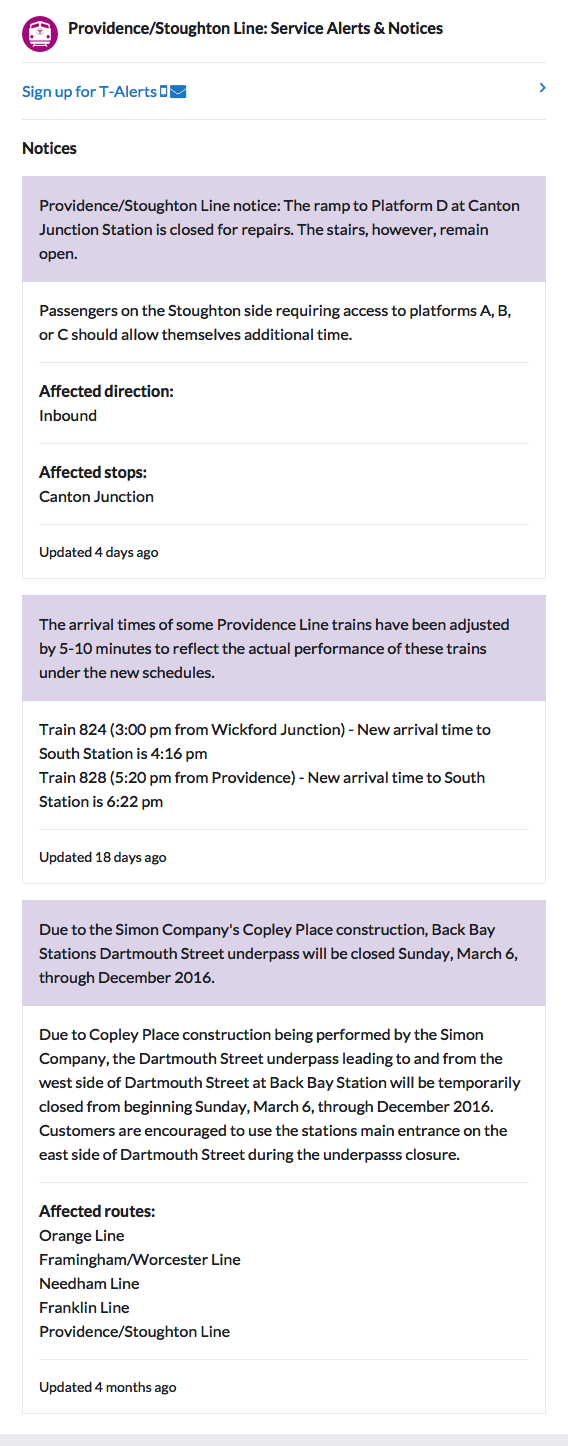 Providence/Stoughton Line: Service Alerts & Notices
Sign up for T-Alerts
Notices
Providence/Stoughton Line notice: The ramp to Platform D at Canton
Junction Station is closed for repairs. The stairs, however, remain
open.
Passengers on the Stoughton side requiring access to platforms A, B,
or C should allow themselves additional time.
Affected direction:
Inbound
Affected stops:
Canton Junction
Updated 4 days ago
The arrival times of some Providence Line trains have been adjusted
by 5-10 minutes to reflect the actual performance of these trains
under the new schedules.
Train 824 (3:00 pm from Wickford Junction) - New arrival time to
South Station is 4:16 pm
Train 828 (5:20 pm from Providence) - New arrival time to South
Station is 6:22 pm
Updated 18 days ago
Due to the Simon Company's Copley Place construction, Back Bay
Stations Dartmouth Street underpass will be closed Sunday, March 6,
through December 2016.
Due to Copley Place construction being performed by the Simon
Company, the Dartmouth Street underpass leading to and from the
west side of Dartmouth Street at Back Bay Station will be temporarily
closed from beginning Sunday, March 6, through December 2016.
Customers are encouraged to use the stations main entrance on the
east side of Dartmouth Street during the underpasss closure.
Affected routes:
Orange Line
Framingham/Worcester Line
Needham Line
Franklin Line
Providence/Stoughton Line
Updated 4 months ago